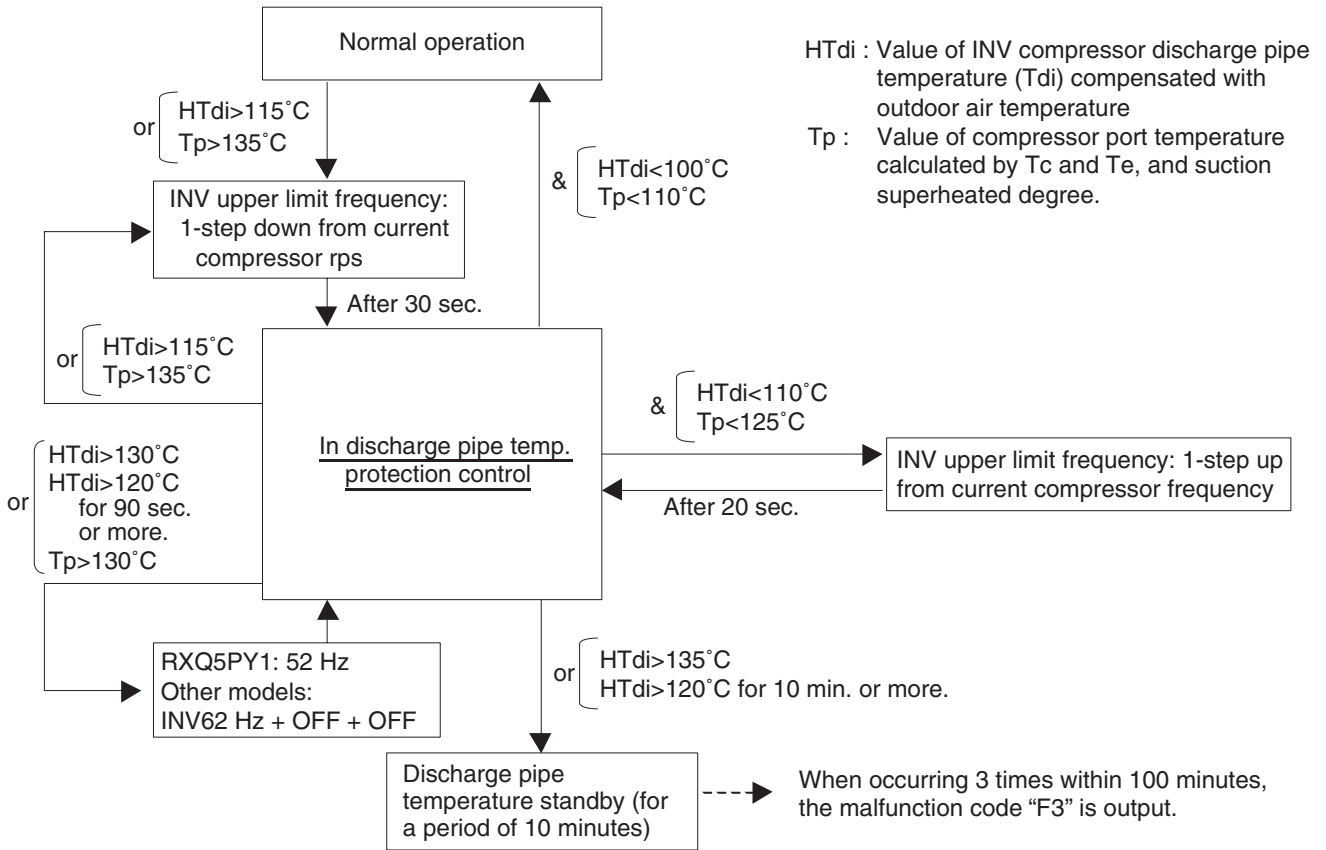 Normal operation
HTdi : Value of INV compressor discharge pipe
temperature (Tdi) compensated with
outdoor air temperature
Tp : Value of compressor port temperature
calculated by Tc and Te, and suction
superheated degree.
or
HTdi>115˚C
Tp>135˚C
&
HTdi<100˚C
Tp<110˚C
INV upper limit frequency:
1-step down from current
compressor rps
After 30 sec.
or
HTdi>115˚C
Tp>135˚C
In discharge pipe temp.
protection control
&
HTdi<110˚C
Tp<125˚C
INV upper limit frequency: 1-step up
from current compressor frequency
After 20 sec.
or
HTdi>130˚C
HTdi>120˚C
for 90 sec.
or more.
Tp>130˚C
RXQ5PY1: 52 Hz
Other models:
INV62 Hz + OFF + OFF
or
HTdi>135˚C
HTdi>120˚C for 10 min. or more.
Discharge pipe
temperature standby (for
a period of 10 minutes)
When occurring 3 times within 100 minutes,
the malfunction code “F3” is output.